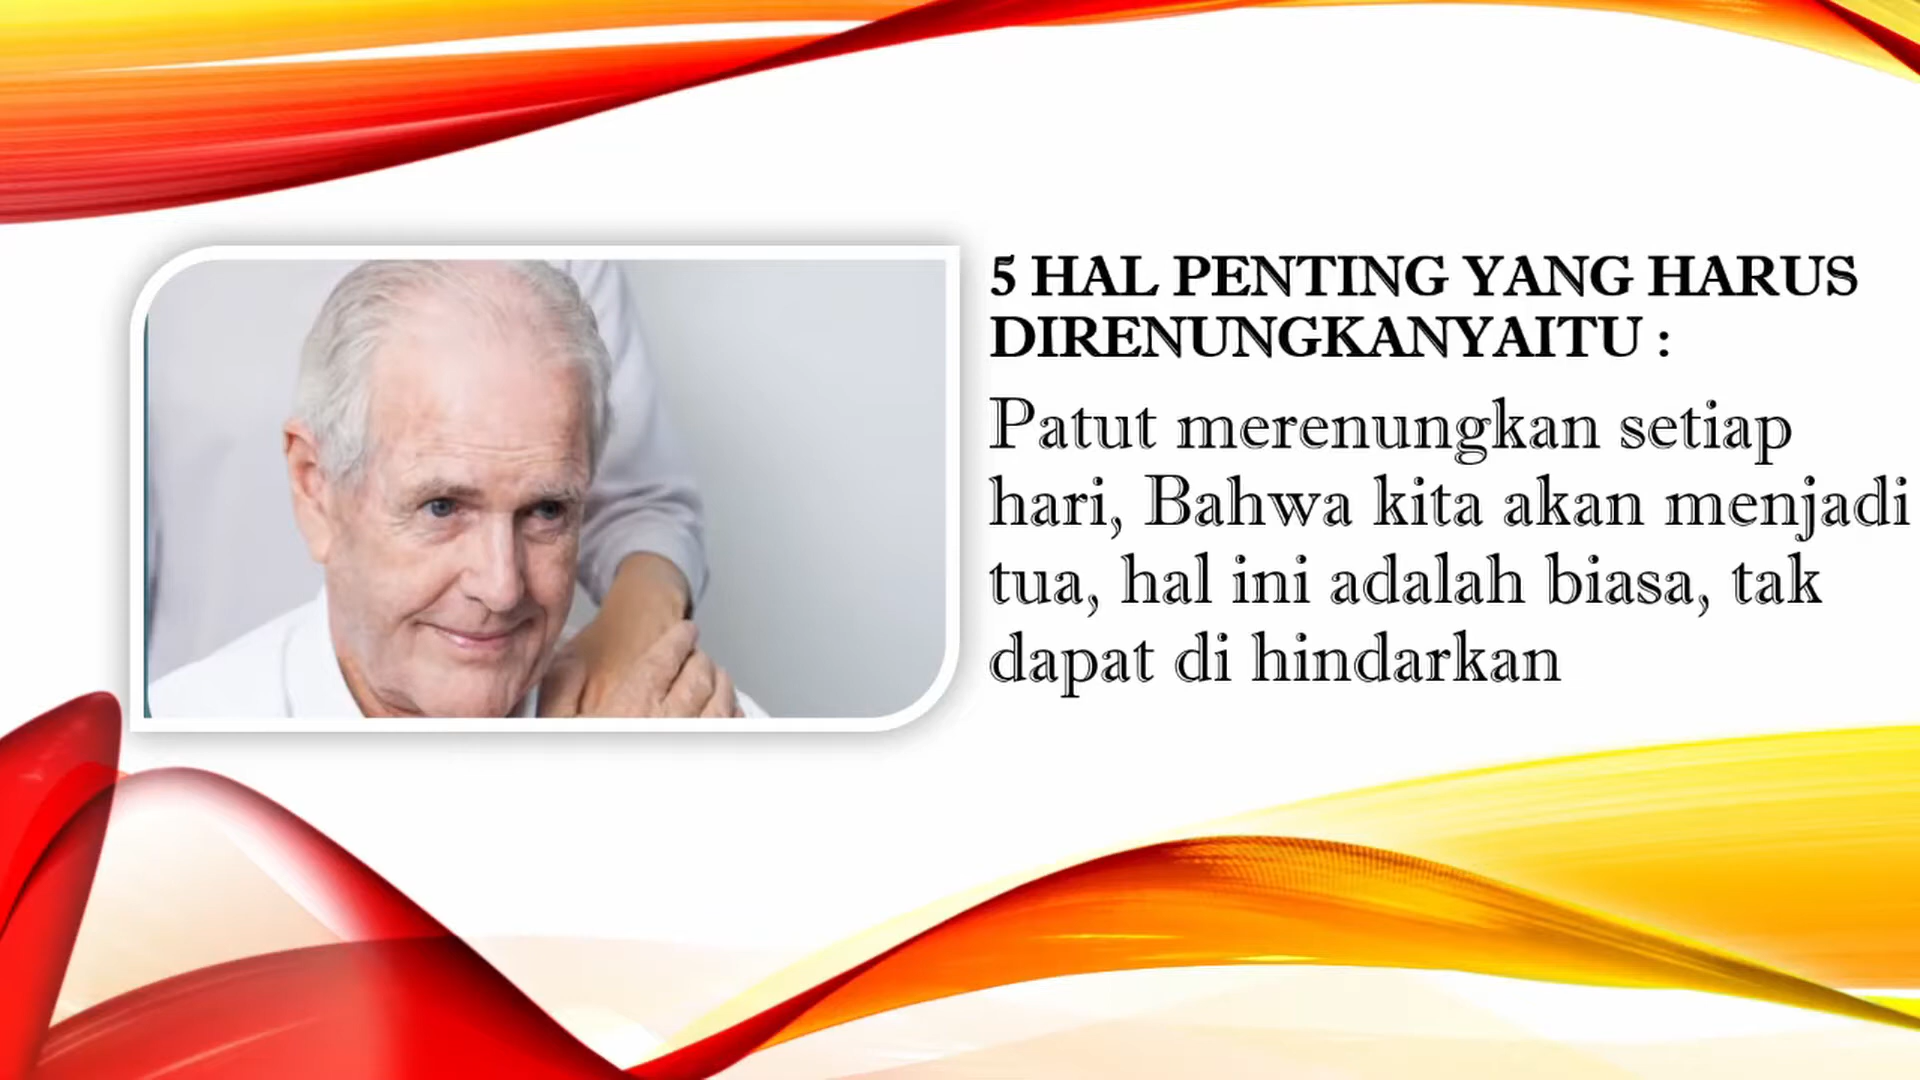 5 HAL PENTING YANG HARUS
DIRENUNGKANYAITU :
Patut merenungkan setiap
hari, Bahwa kita akan menjadi
tua, hal ini adalah biasa, tak
dapat di hindarkan